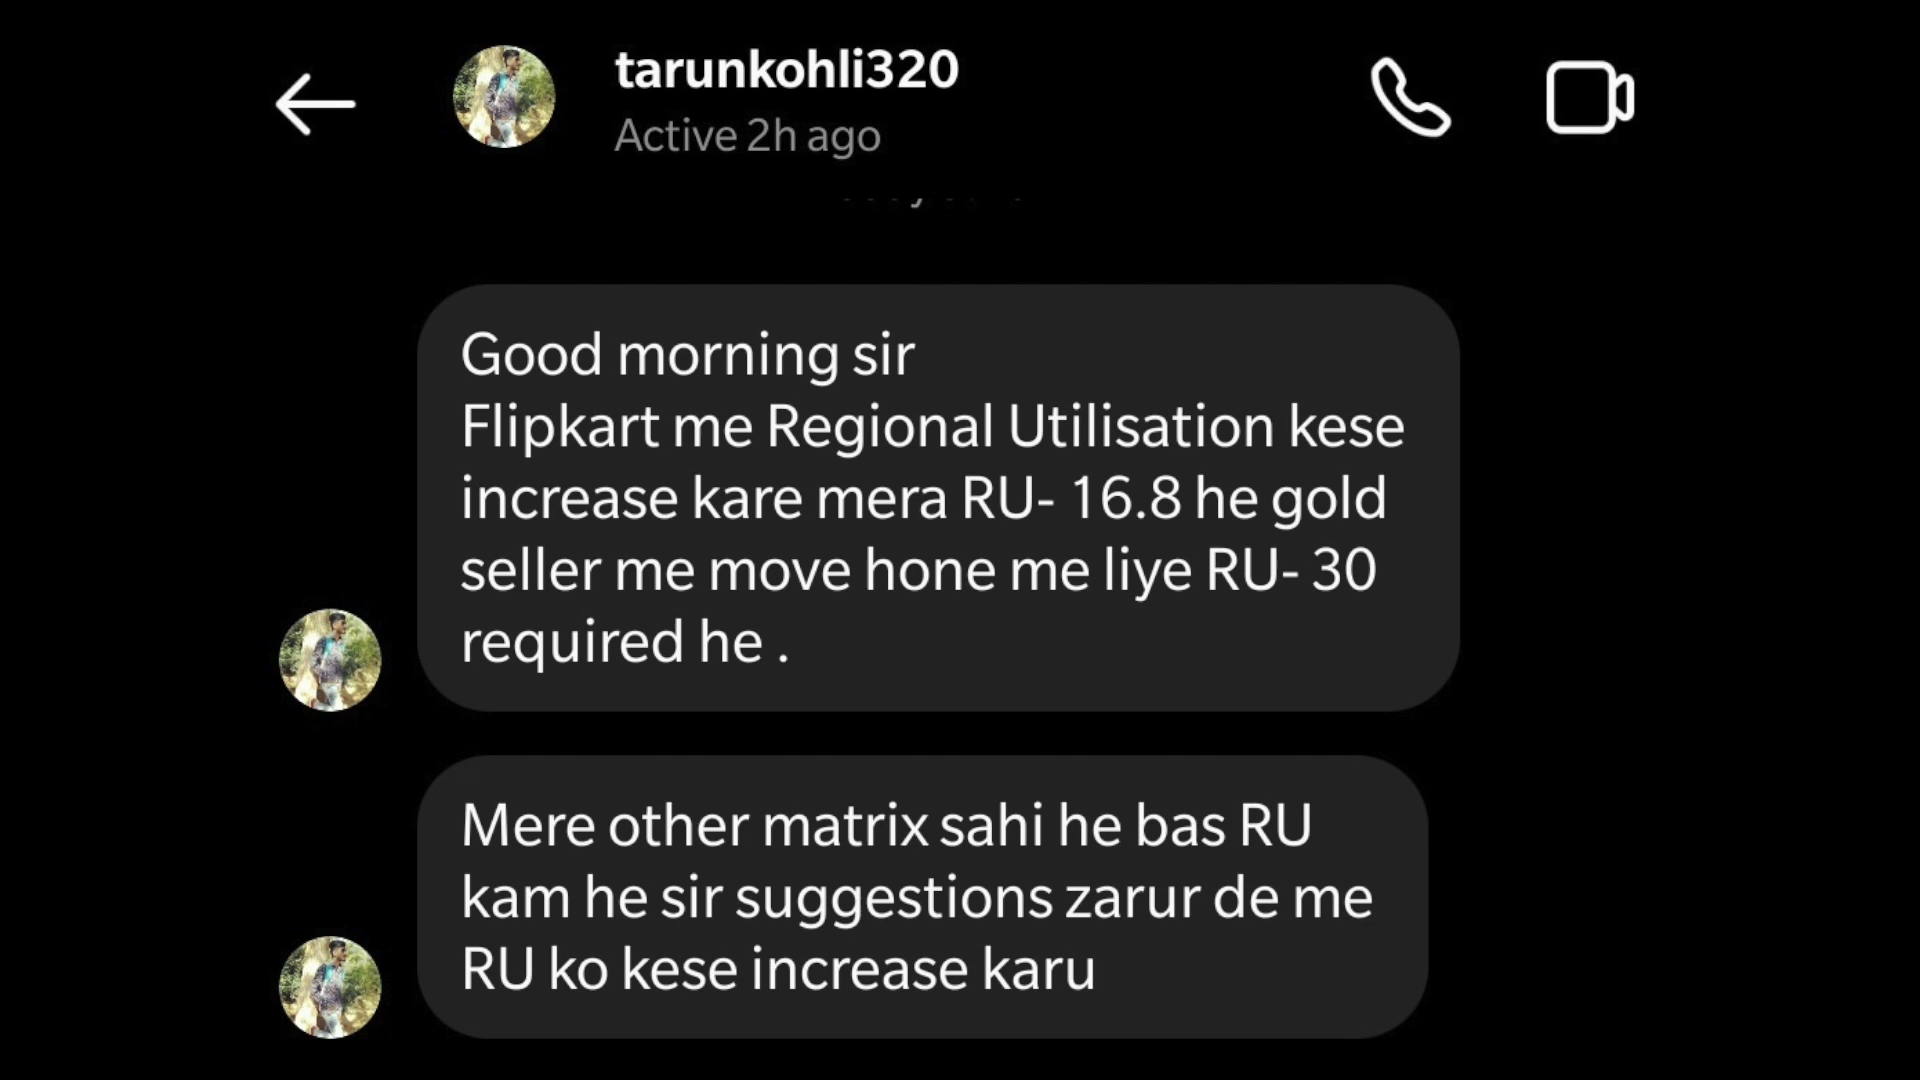 tarunkohli320
Active 2h ago
Good morning sir
Flipkart me Regional Utilisation kese
increase kare mera RU- 16.8 he gold
seller me move hone me liye RU- 30
required he .
Mere other matrix sahi he bas RU
kam he sir suggestions zarur de me
RU ko kese increase karu